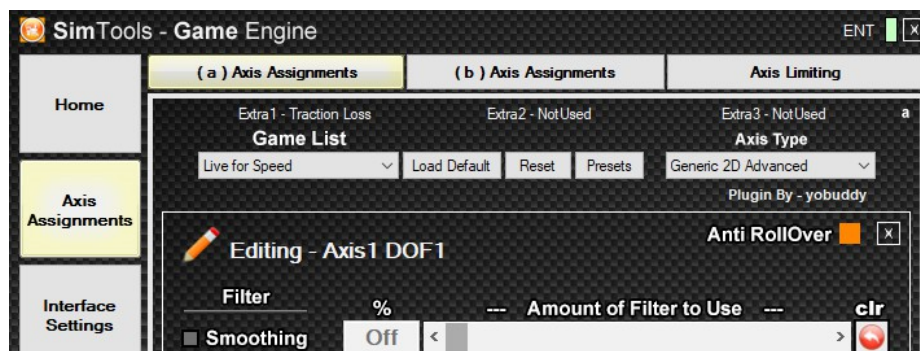 SimTools - Game Engine ENT X
( a ) Axis Assignments ( b ) Axis Assignments Axis Limiting
Home
Extra1 - Traction Loss Extra2 - NotUsed Extra3 - NotUsed a
Game List Axis Type
Live for Speed Load Default Reset Presets Generic 2D Advanced
Plugin By - yobuddy
Axis
Assignments
Editing - Axis1 DOF1 Anti RollOver X
Interface
Settings
Filter % --- Amount of Filter to Use --- clr
Smoothing Off < >